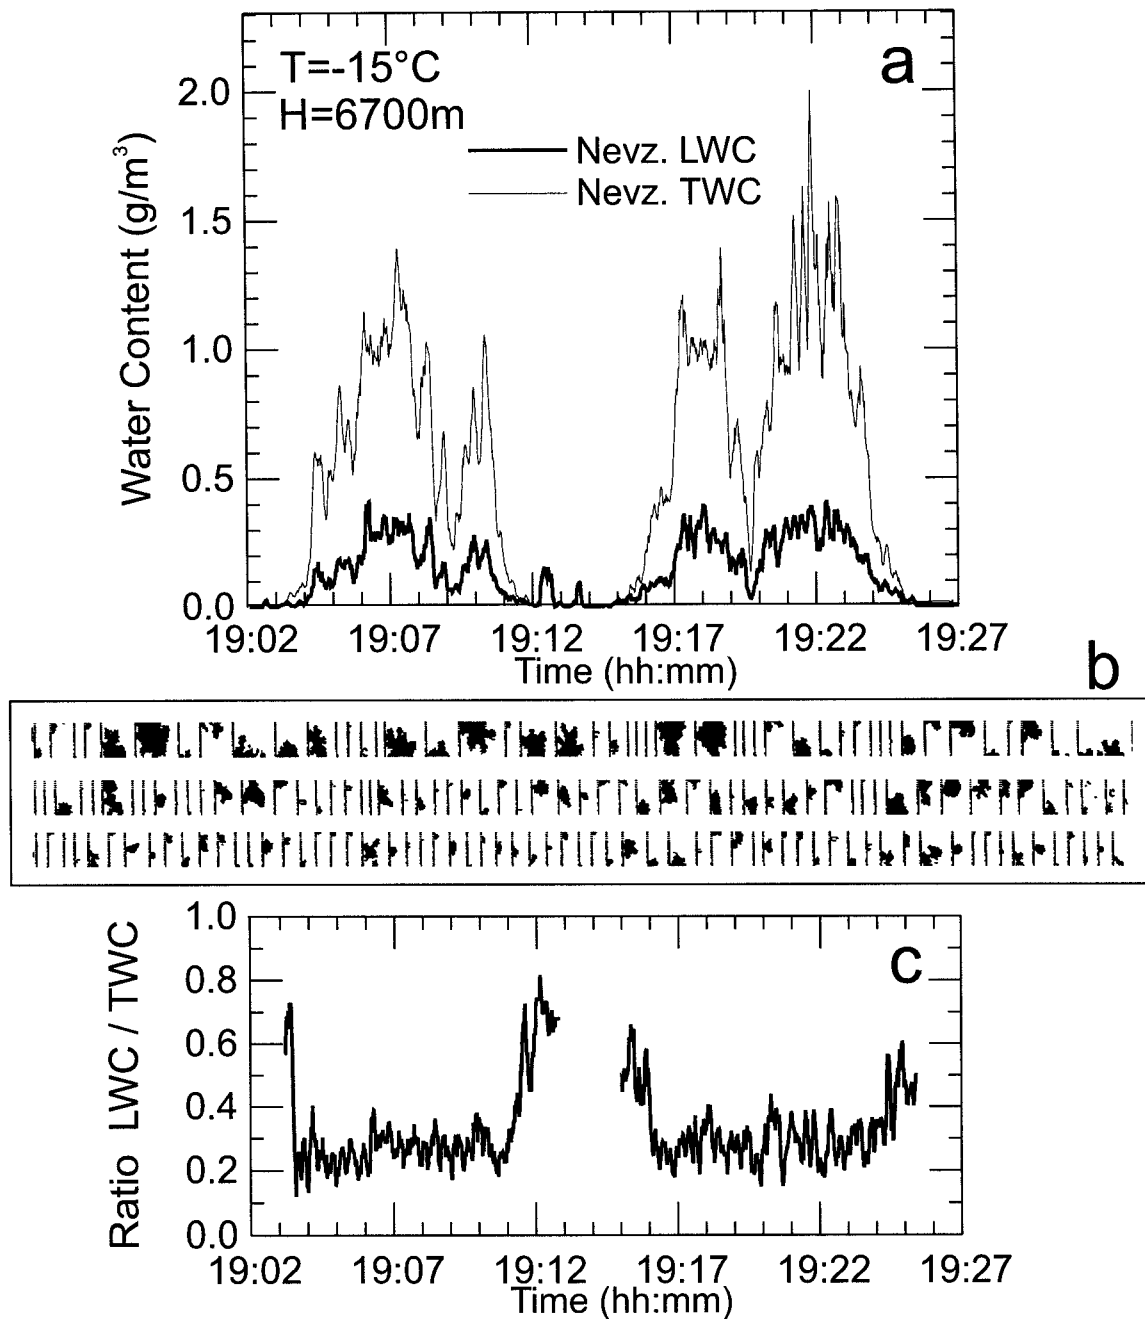 a
T=-15°C
H=6700m
Nevz. LWC
Nevz. TWC
Water Content (g/m³)
2.0
1.5
1.0
0.5
0.0
19:02 19:07 19:12 19:17 19:22 19:27
Time (hh:mm)
b
c
Ratio LWC / TWC
1.0
0.8
0.6
0.4
0.2
0.0
19:02 19:07 19:12 19:17 19:22 19:27
Time (hh:mm)